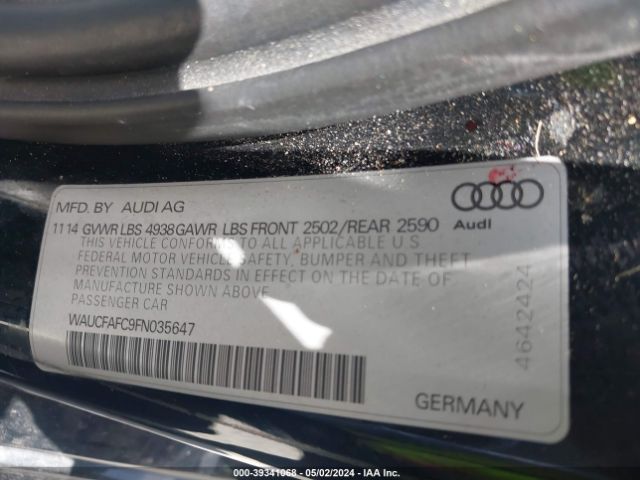 MFD. BY AUDI AG
Audi
1114 GWWR LBS 4938 GAWR LBS FRONT 2502/REAR 2590
THIS VEHICLE CONFORMS TO ALL APPLICABLE U S
FEDERAL MOTOR VEHICLE SAFETY, BUMPER AND THEFT
PREVENTION STANDARDS IN EFFECT ON THE DATE OF
MANUFACTURE SHOWN ABOVE
PASSENGER CAR
WAUCFAFC9FN035647
4642424
GERMANY
000-39341068 - 05/02/2024 - IAA Inc.